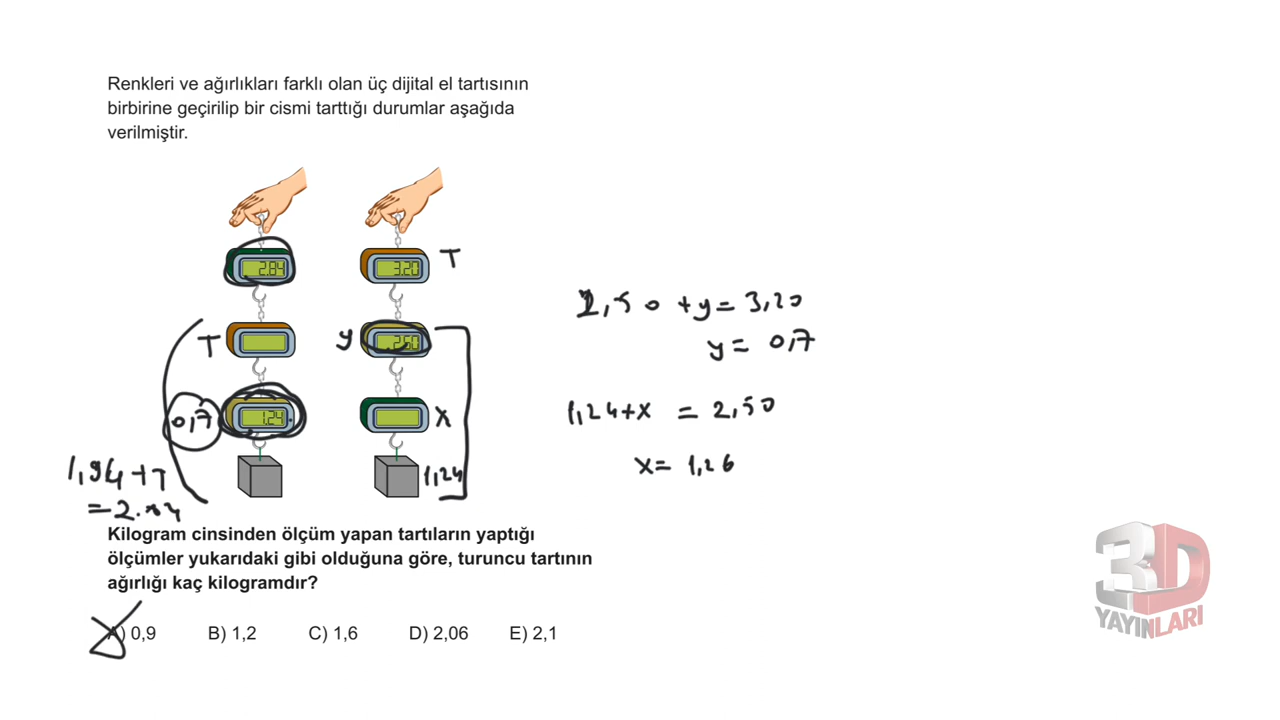 Renkleri ve ağırlıkları farklı olan üç dijital el tartısının
birbirine geçirilip bir cismi tarttığı durumlar aşağıda
verilmiştir.
2.84
3.20 T
T
y 2.50
0,7 1.24
X
1,24
1,94+T
=2.84
2,50 +y= 3,20
y= 0,7
1,24+x = 2,50
x= 1,26
Kilogram cinsinden ölçüm yapan tartıların yaptığı
ölçümler yukarıdaki gibi olduğuna göre, turuncu tartının
ağırlığı kaç kilogramdır?
A) 0,9 B) 1,2 C) 1,6 D) 2,06 E) 2,1
3D
YAYINLARI